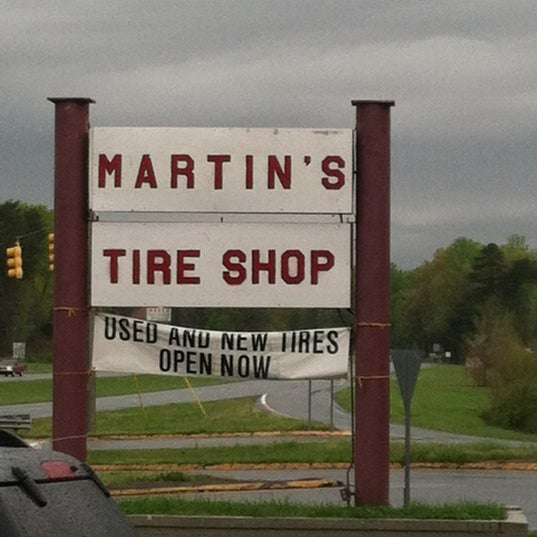 MARTIN'S
TIRE SHOP
USED AND NEW TIRES
OPEN NOW